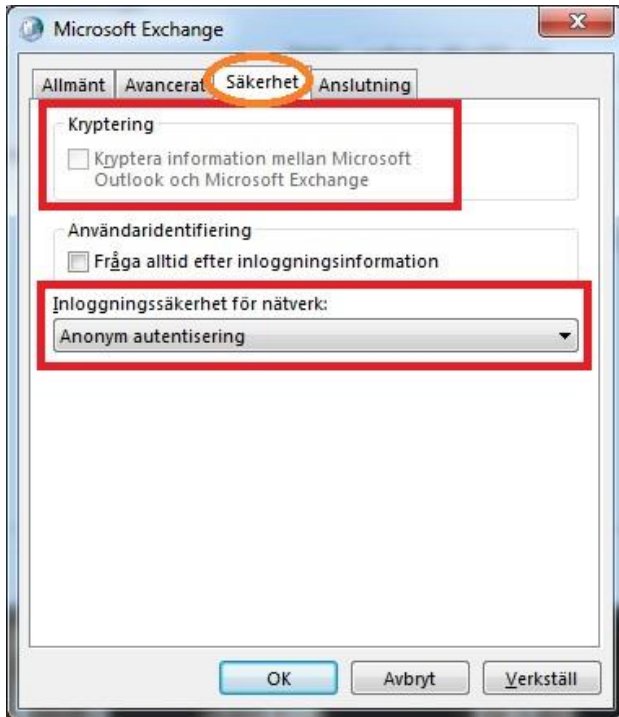 Microsoft Exchange
Allmänt Avancerat Säkerhet Anslutning
Kryptering
Kryptera information mellan Microsoft
Outlook och Microsoft Exchange
Användaridentifiering
Fråga alltid efter inloggningsinformation
Inloggningssäkerhet för nätverk:
Anonym autentisering
OK Avbryt Verkställ